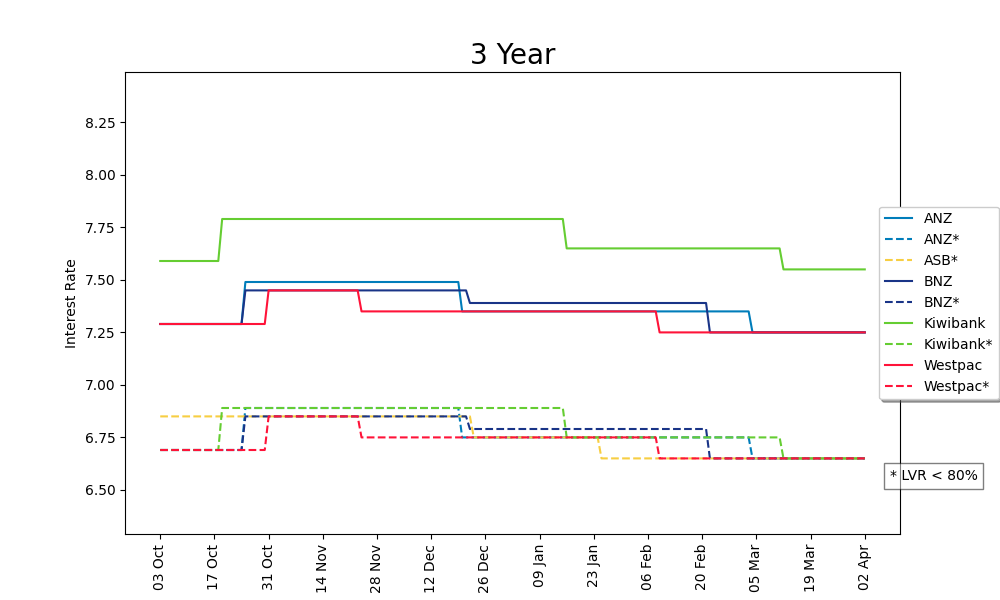 3 Year
Interest Rate
8.25
8.00
7.75
7.50
7.25
7.00
6.75
6.50
03 Oct
17 Oct
31 Oct
14 Nov
28 Nov
12 Dec
26 Dec
09 Jan
23 Jan
06 Feb
20 Feb
05 Mar
19 Mar
02 Apr
ANZ
ANZ*
ASB*
BNZ
BNZ*
Kiwibank
Kiwibank*
Westpac
Westpac*
* LVR < 80%